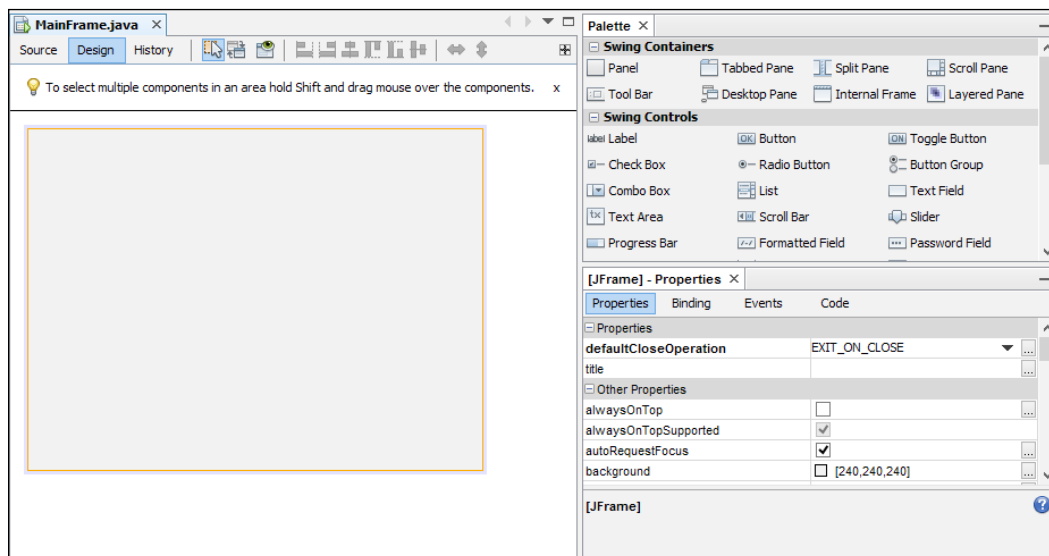 MainFrame.java
Source Design History
To select multiple components in an area hold Shift and drag mouse over the components. x
Palette
Swing Containers
Panel Tabbed Pane Split Pane Scroll Pane
Tool Bar Desktop Pane Internal Frame Layered Pane
Swing Controls
label Label OK Button ON Toggle Button
Check Box Radio Button Button Group
Combo Box List Text Field
tx Text Area Scroll Bar Slider
Progress Bar Formatted Field Password Field
[JFrame] - Properties
Properties Binding Events Code
Properties
defaultCloseOperation EXIT_ON_CLOSE ...
title ...
Other Properties
alwaysOnTop ...
alwaysOnTopSupported
autoRequestFocus ...
background [240,240,240] ...
[JFrame] ?